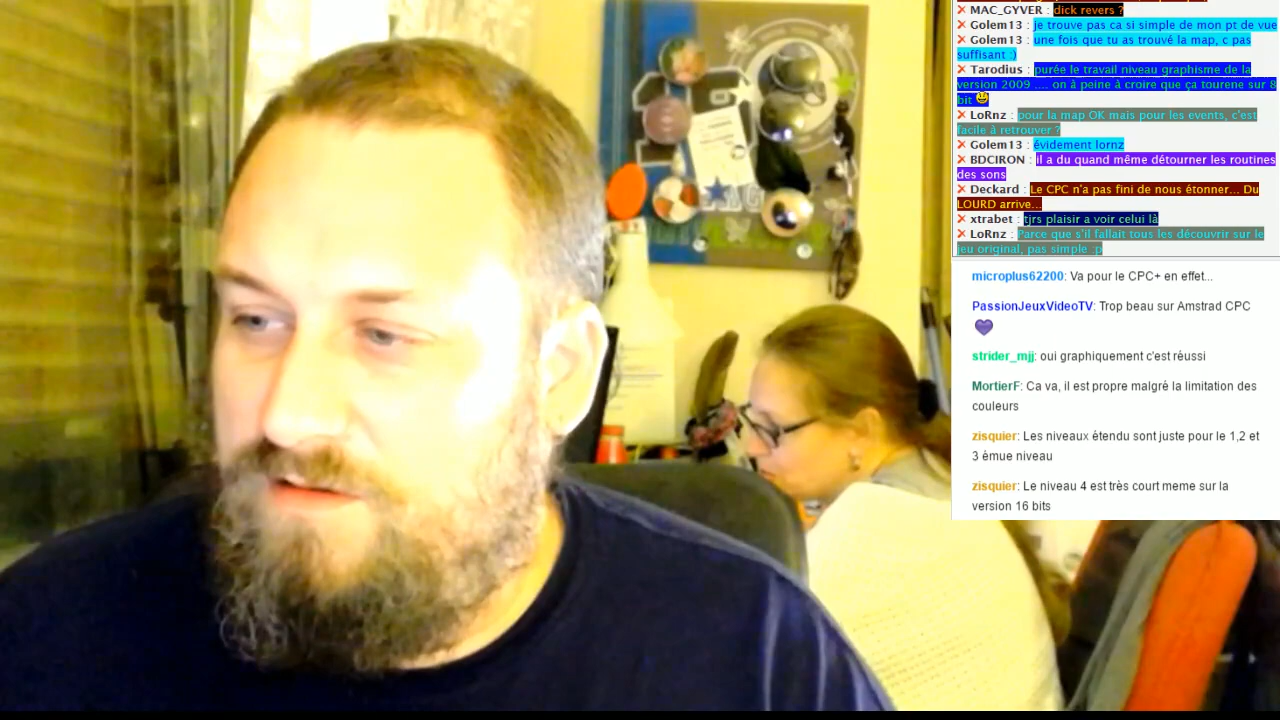 MAC_GYVER : dick revers ?
Golem13 : je trouve pas ca si simple de mon pt de vue
Golem13 : une fois que tu as trouvé la map, c pas
suffisant :)
Tarodius : purée le travail niveau graphisme de la
version 2009 .... on à peine à croire que ça tourene sur 8
bit
LoRnz : pour la map OK mais pour les events, c'est
facile à retrouver ?
Golem13 : évidement lornz
BDCIRON : il a du quand même détourner les routines
des sons
Deckard : Le CPC n'a pas fini de nous étonner... Du
LOURD arrive...
xtrabet : tjrs plaisir a voir celui là
LoRnz : Parce que s'il fallait tous les découvrir sur le
jeu original, pas simple p
microplus62200: Va pour le CPC+ en effet...
PassionJeuxVideoTV: Trop beau sur Amstrad CPC
strider_mjj: oui graphiquement c'est réussi
MortierF: Ca va, il est propre malgré la limitation des
couleurs
zisquier: Les niveaux étendu sont juste pour le 1,2 et
3 èmue niveau
zisquier: Le niveau 4 est très court meme sur la
version 16 bits